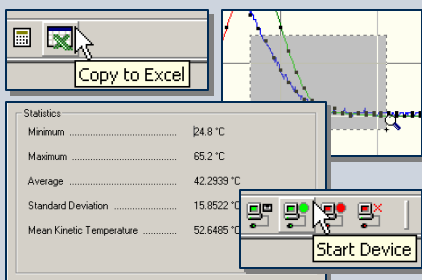 Copy to Excel
Statistics
Minimum ........................... 24.8 °C
Maximum ........................... 65.2 °C
Average ............................ 42.2939 °C
Standard Deviation ............... 15.8522 °C
Mean Kinetic Temperature ........ 52.6485 °C
Start Device